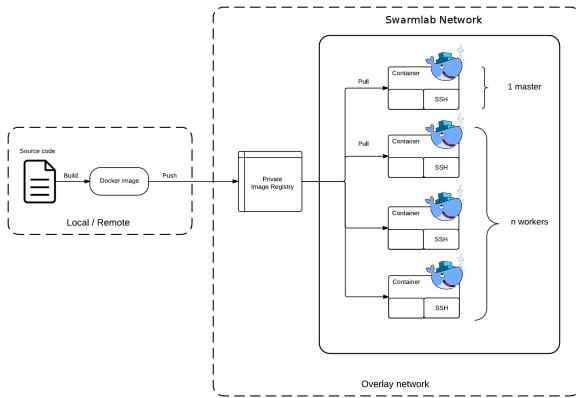 Swarmlab Network
Source code
Build
Docker image
Push
Local / Remote
Private
Image Registry
Pull
Container
SSH
1 master
Pull
Container
SSH
Container
SSH
n workers
Container
SSH
Overlay network